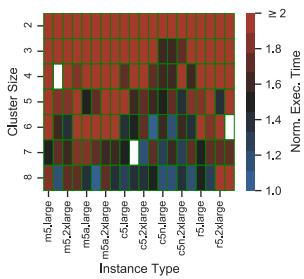 2
3
4
5
6
7
8
Cluster Size
m5.large
m5.2xlarge
m5a.large
m5a.2xlarge
c5.large
c5.2xlarge
c5n.large
c5n.2xlarge
r5.large
r5.2xlarge
Instance Type
≥ 2
1.8
1.6
1.4
1.2
1.0
Norm. Exec. Time